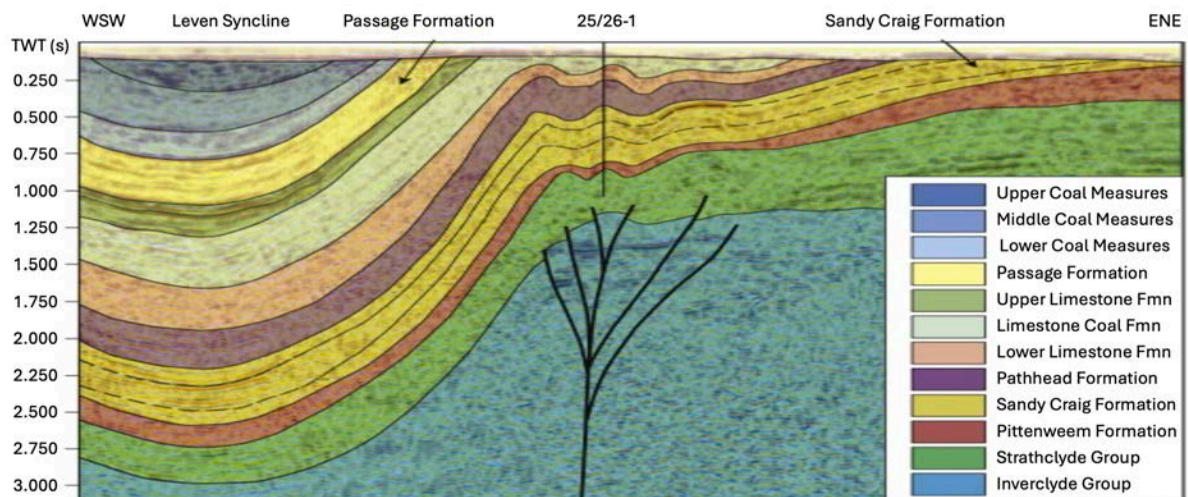 WSW Leven Syncline Passage Formation 25/26-1 Sandy Craig Formation ENE
TWT (s)
0.250
0.500
0.750
1.000
1.250
1.500
1.750
2.000
2.250
2.500
2.750
3.000
Upper Coal Measures
Middle Coal Measures
Lower Coal Measures
Passage Formation
Upper Limestone Fmn
Limestone Coal Fmn
Lower Limestone Fmn
Pathhead Formation
Sandy Craig Formation
Pittenweem Formation
Strathclyde Group
Inverclyde Group